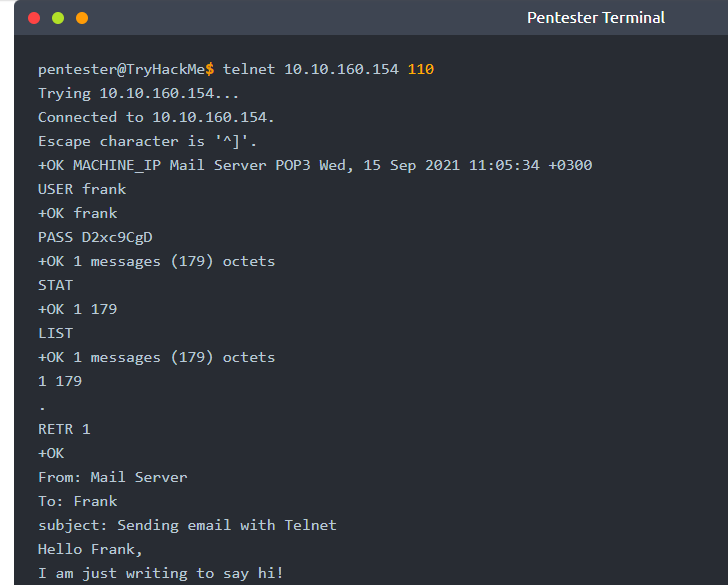 Pentester Terminal
pentester@TryHackMe$ telnet 10.10.160.154 110
Trying 10.10.160.154...
Connected to 10.10.160.154.
Escape character is '^]'.
+OK MACHINE_IP Mail Server POP3 Wed, 15 Sep 2021 11:05:34 +0300
USER frank
+OK frank
PASS D2xc9CgD
+OK 1 messages (179) octets
STAT
+OK 1 179
LIST
+OK 1 messages (179) octets
1 179
.
RETR 1
+OK
From: Mail Server
To: Frank
subject: Sending email with Telnet
Hello Frank,
I am just writing to say hi!